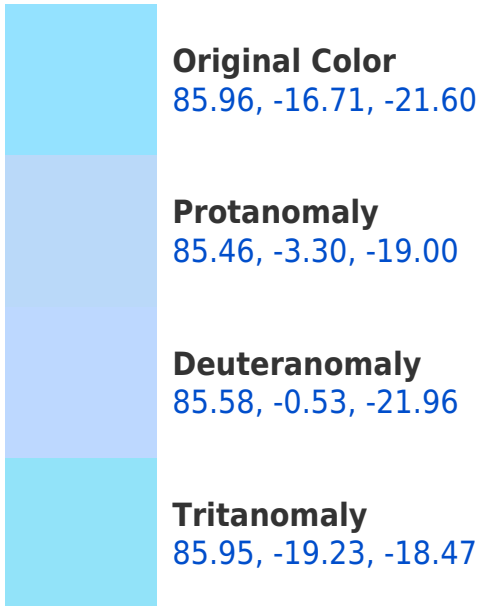 Original Color
85.96, -16.71, -21.60
Protanomaly
85.46, -3.30, -19.00
Deuteranomaly
85.58, -0.53, -21.96
Tritanomaly
85.95, -19.23, -18.47